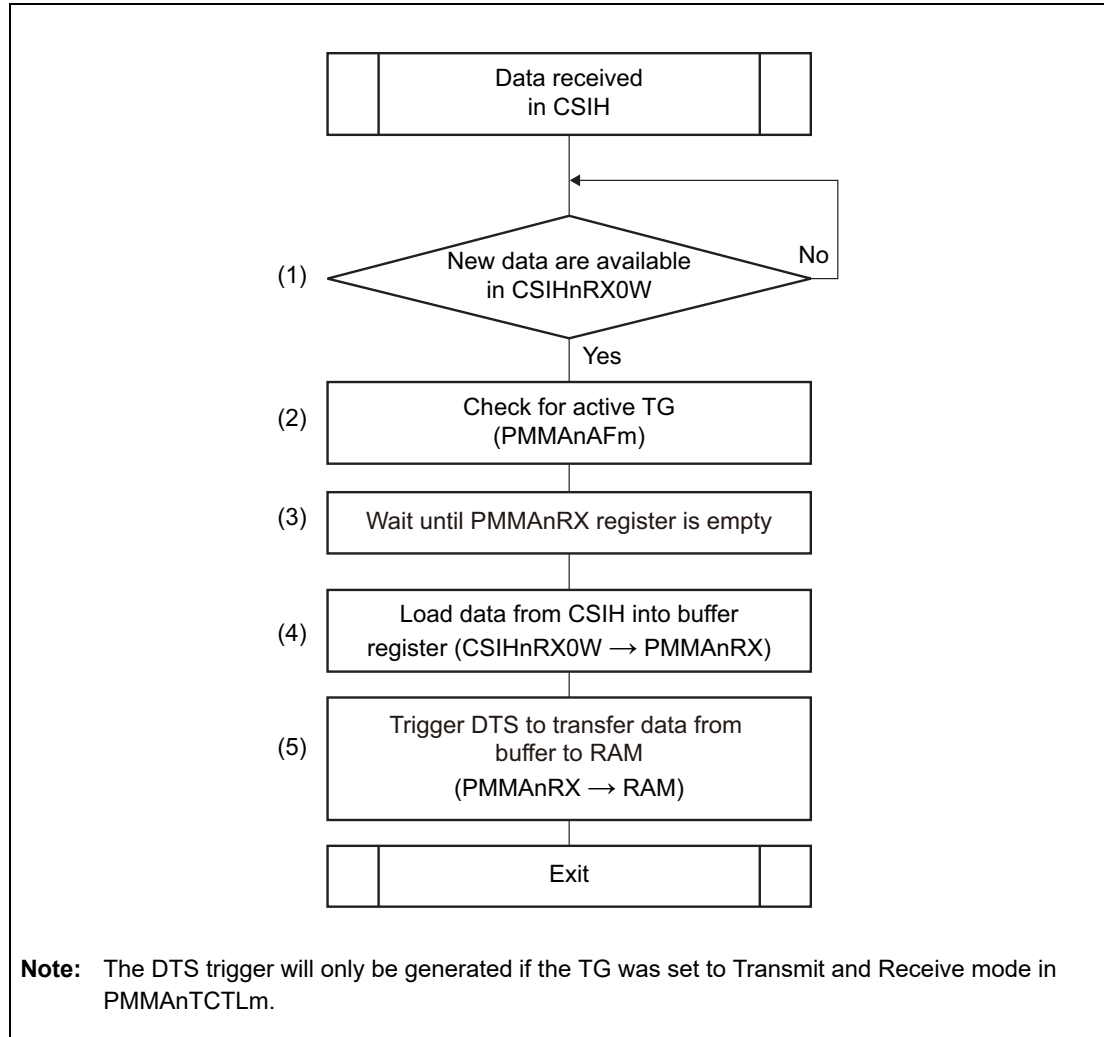 Data received
in CSIH
(1)
New data are available
in CSIHnRX0W
No
Yes
(2)
Check for active TG
(PMMAnAFm)
(3)
Wait until PMMAnRX register is empty
(4)
Load data from CSIH into buffer
register (CSIHnRX0W → PMMAnRX)
(5)
Trigger DTS to transfer data from
buffer to RAM
(PMMAnRX → RAM)
Exit
Note: The DTS trigger will only be generated if the TG was set to Transmit and Receive mode in
PMMAnTCTLm.